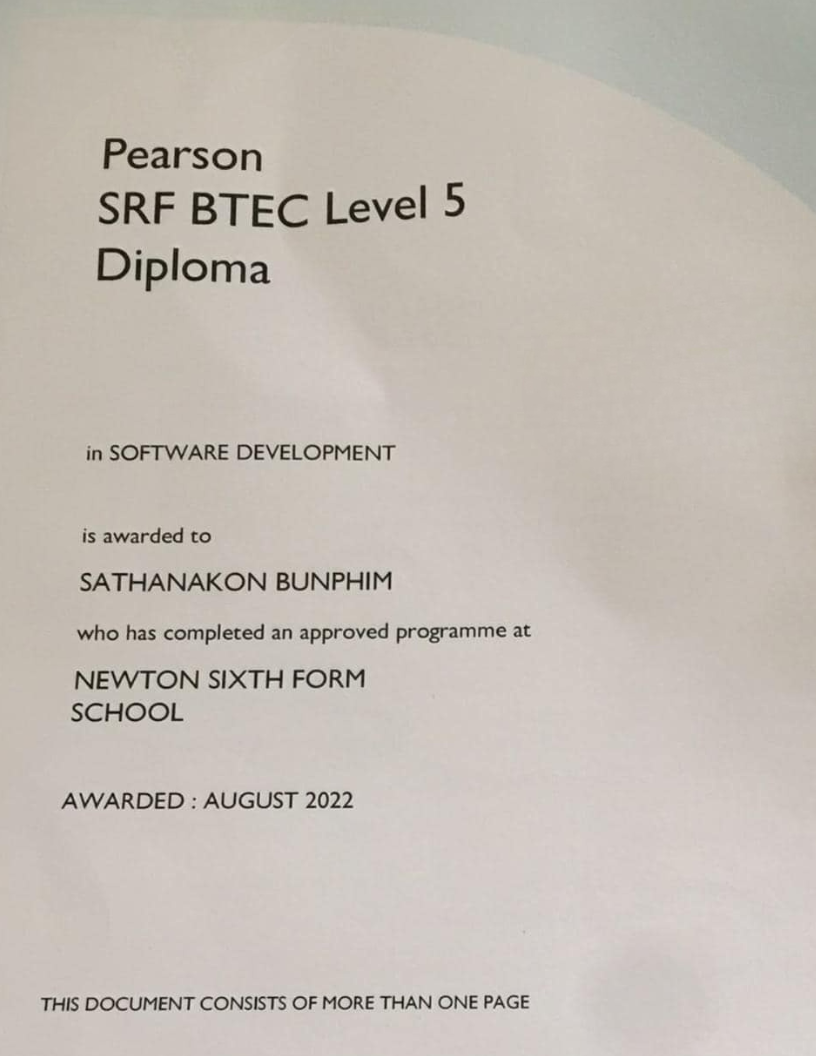 Pearson
SRF BTEC Level 5
Diploma
in SOFTWARE DEVELOPMENT
is awarded to
SATHANAKON BUNPHIM
who has completed an approved programme at
NEWTON SIXTH FORM
SCHOOL
AWARDED : AUGUST 2022
THIS DOCUMENT CONSISTS OF MORE THAN ONE PAGE